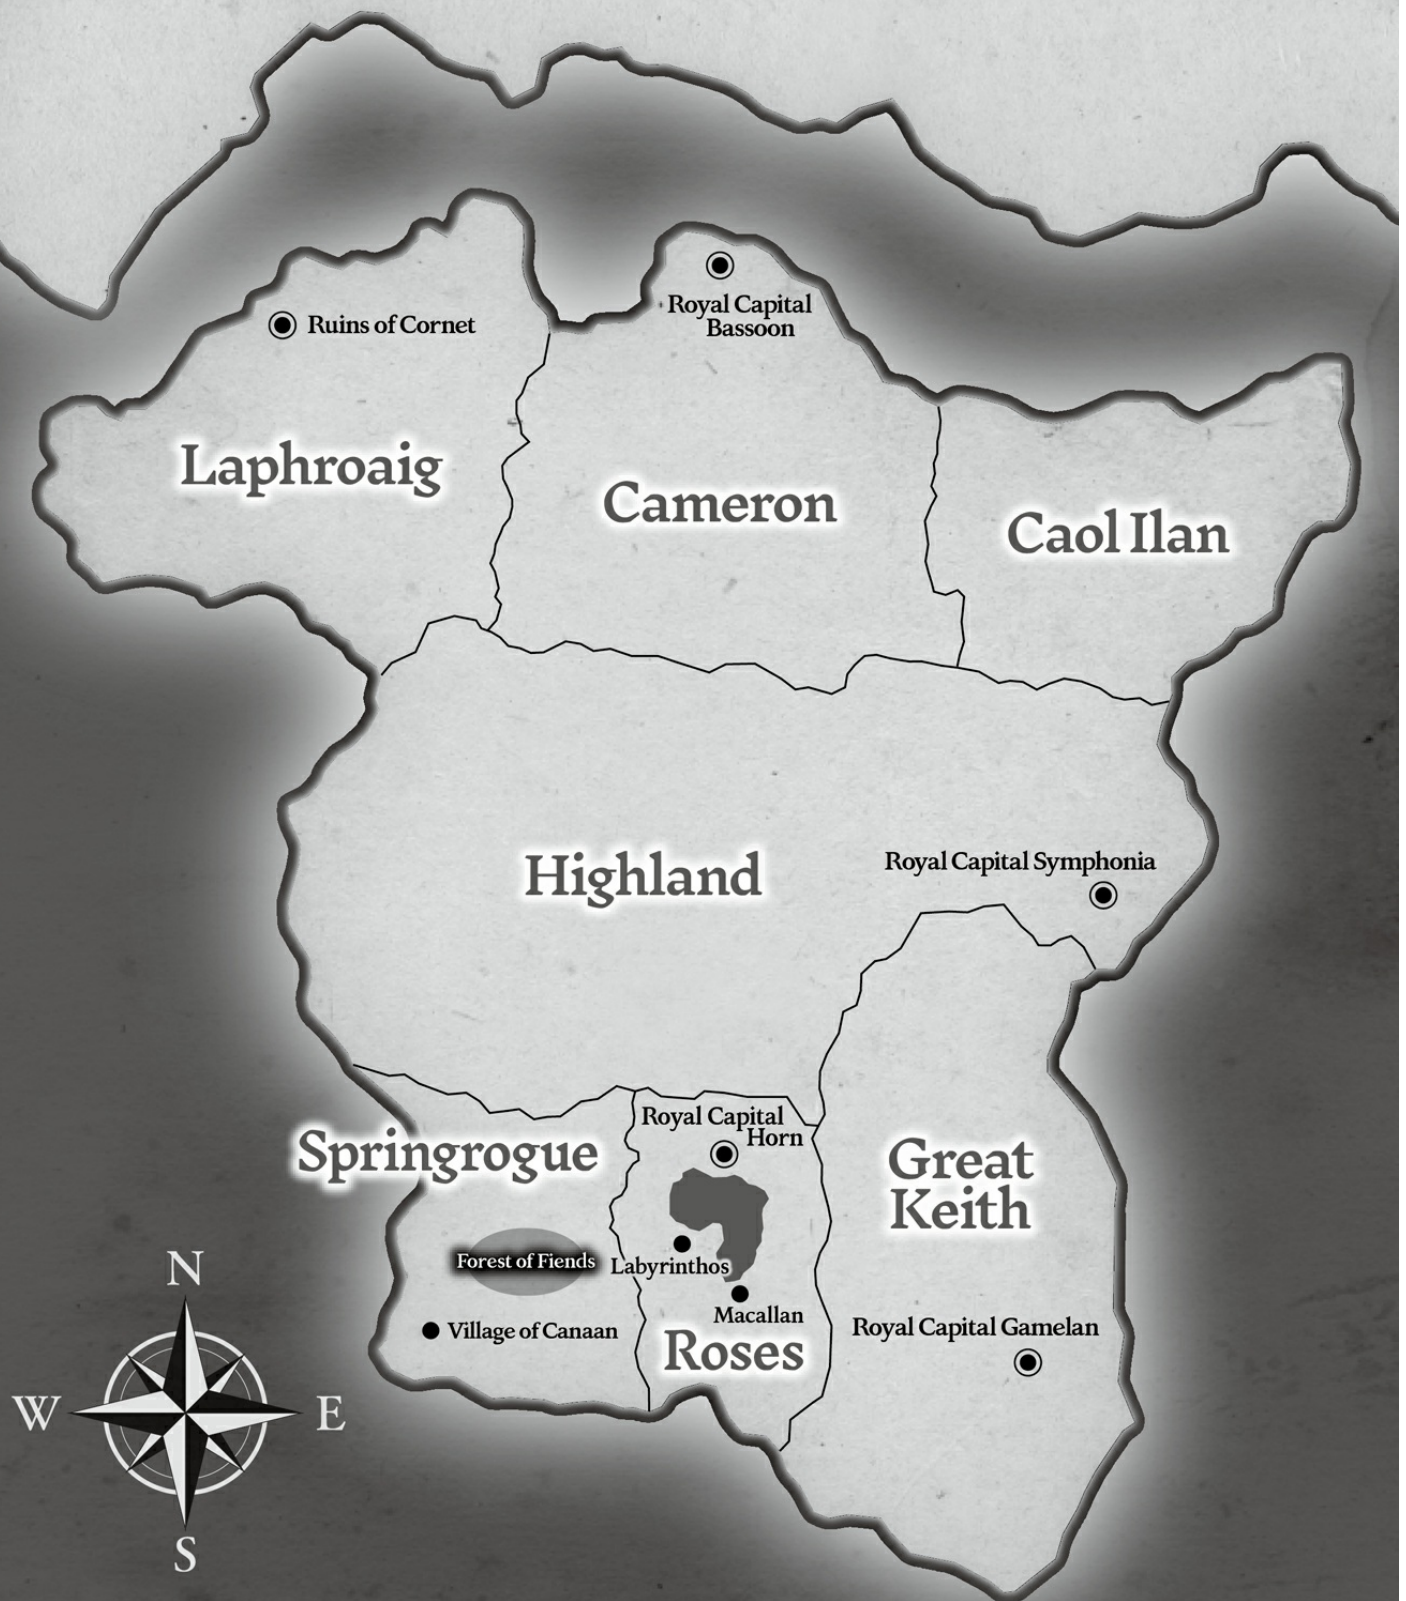 Royal Capital
Bassoon
Ruins of Cornet
Laphroaig
Cameron
Caol Ilan
Highland
Royal Capital Symphonia
Royal Capital
Horn
Springrogue
Great
Keith
Forest of Fiends
Labyrinthos
Macallan
Village of Canaan
Roses
Royal Capital Gamelan
N
W
E
S